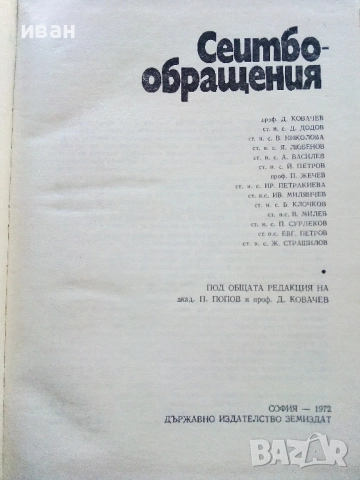 иван
Сеитбо-
обращения
проф. Д. КОВАЧЕВ
ст. н. с. Д. ДОДОВ
ст. н. с. В. НИКОЛОВА
ст. н. с. Я. ЛЮБЕНОВ
ст. н. с. А. ВАСИЛЕВ
ст. н. с. Й. ПЕТРОВ
проф. П. ЖЕЧЕВ
ст. н. с. ИР. ПЕТРАКИЕВА
ст. н.с. ИВ. МИЛЯНЧЕВ
ст. н. с. Б. КЛОЧКОВ
ст. н.с. Н. МИЛЕВ
ст. н. с. П. СУРЛЕКОВ
ст. н.с. ЕВГ. ПЕТРОВ
ст. н. с. Ж. СТРАШИЛОВ
ПОД ОБЩАТА РЕДАКЦИЯ НА
акад. П. ПОПОВ и проф. Д. КОВАЧЕВ
СОФИЯ — 1972
ДЪРЖАВНО ИЗДАТЕЛСТВО ЗЕМИЗДАТ
bazar.bg